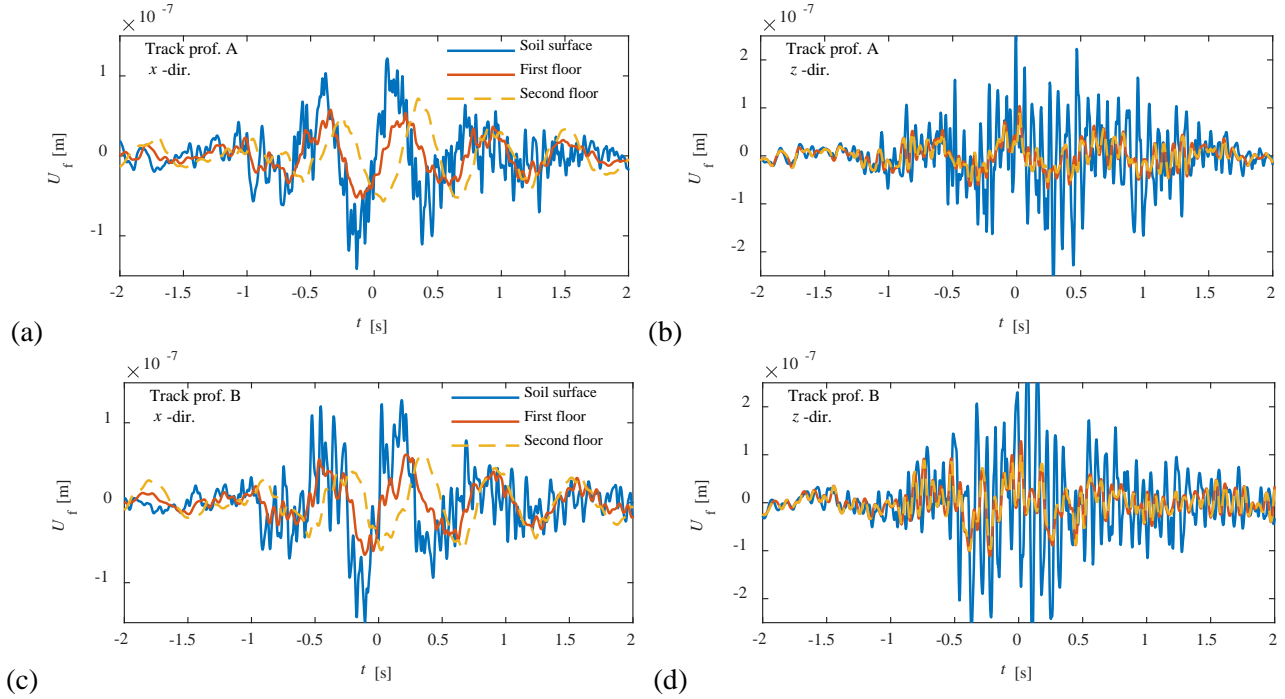 × 10 -7
Track prof. A
x -dir.
Soil surface
First floor
Second floor
1
0
-1
U f [m]
-2 -1.5 -1 -0.5 0 0.5 1 1.5 2
t [s]
(a)
× 10 -7
Track prof. A
z -dir.
2
1
0
-1
-2
U f [m]
-2 -1.5 -1 -0.5 0 0.5 1 1.5 2
t [s]
(b)
× 10 -7
Track prof. B
x -dir.
Soil surface
First floor
Second floor
1
0
-1
U f [m]
-2 -1.5 -1 -0.5 0 0.5 1 1.5 2
t [s]
(c)
× 10 -7
Track prof. B
z -dir.
2
1
0
-1
-2
U f [m]
-2 -1.5 -1 -0.5 0 0.5 1 1.5 2
t [s]
(d)